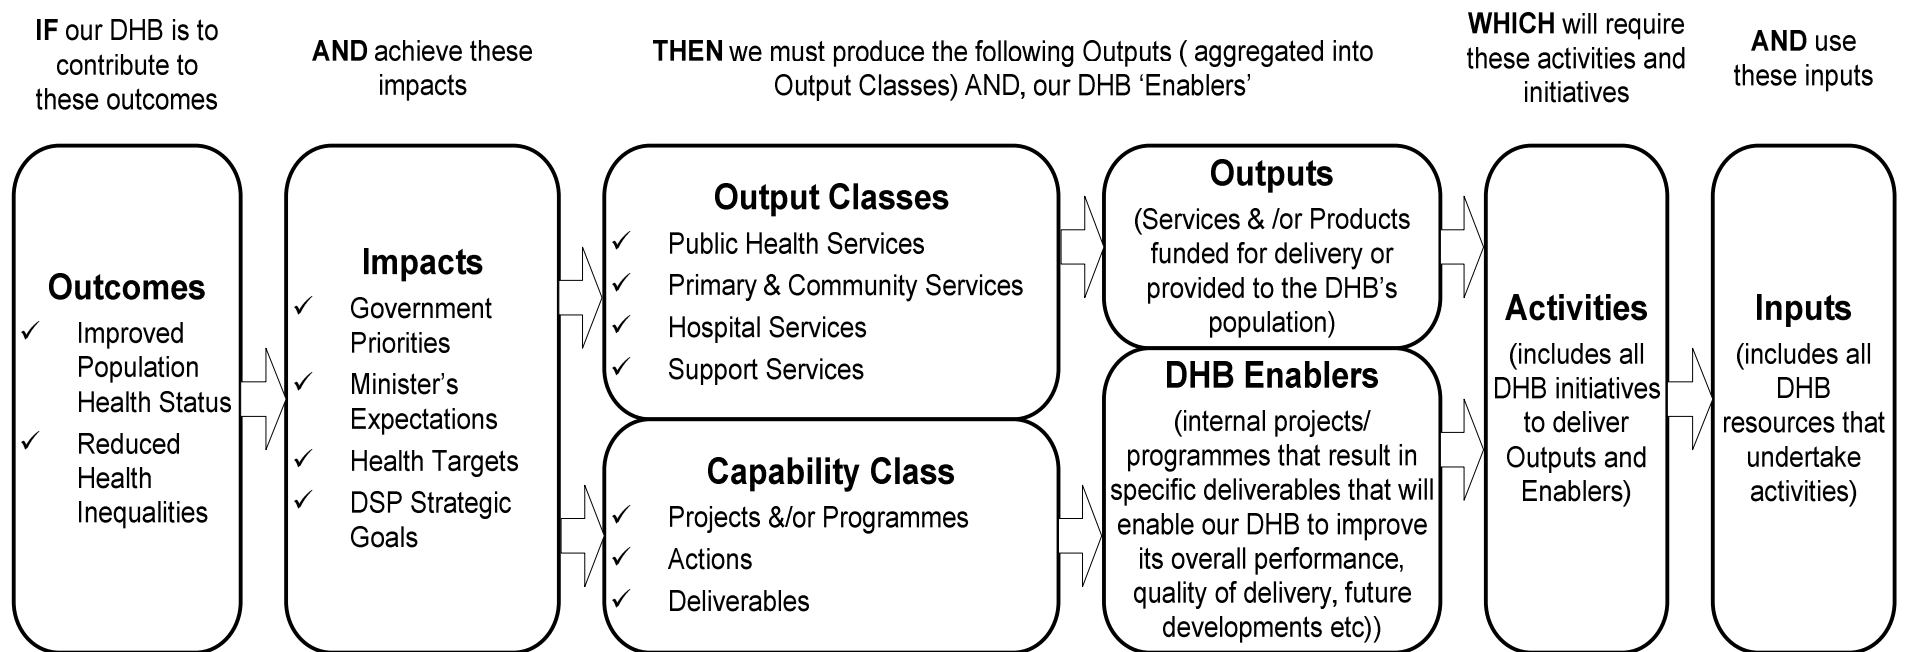 IF our DHB is to
contribute to
these outcomes
AND achieve these
impacts
THEN we must produce the following Outputs ( aggregated into
Output Classes) AND, our DHB ‘Enablers’
WHICH will require
these activities and
initiatives
AND use
these inputs
Outcomes
✓ Improved
Population
Health Status
✓ Reduced
Health
Inequalities
Impacts
✓ Government
Priorities
✓ Minister’s
Expectations
✓ Health Targets
✓ DSP Strategic
Goals
Output Classes
✓ Public Health Services
✓ Primary & Community Services
✓ Hospital Services
✓ Support Services
Capability Class
✓ Projects &/or Programmes
✓ Actions
✓ Deliverables
Outputs
(Services & /or Products
funded for delivery or
provided to the DHB’s
population)
DHB Enablers
(internal projects/
programmes that result in
specific deliverables that will
enable our DHB to improve
its overall performance,
quality of delivery, future
developments etc))
Activities
(includes all
DHB initiatives
to deliver
Outputs and
Enablers)
Inputs
(includes all
DHB
resources that
undertake
activities)